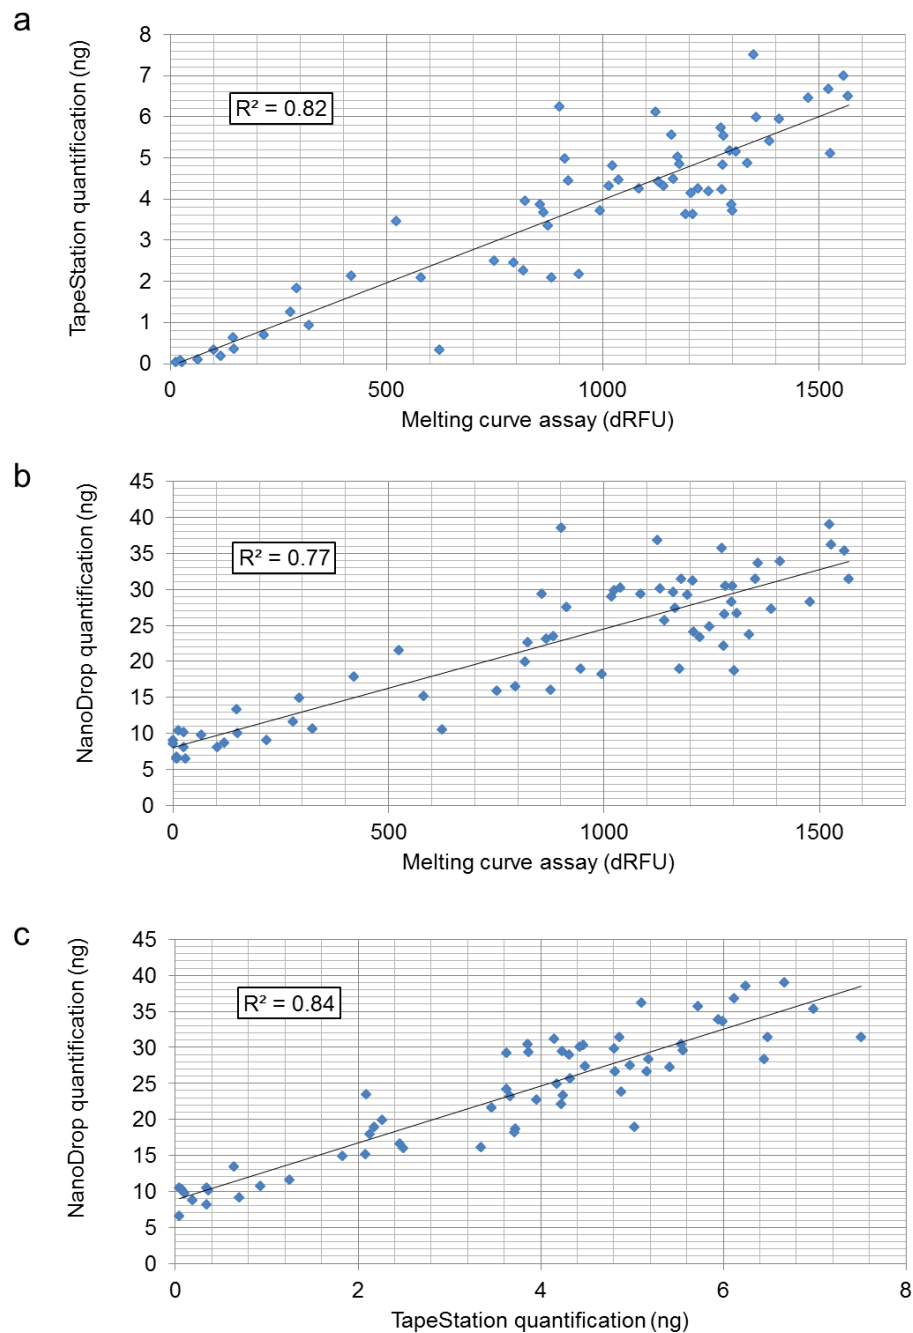 a
TapeStation quantification (ng)
8
7
6
5
4
3
2
1
0
R² = 0.82
0 500 1000 1500
Melting curve assay (dRFU)
b
NanoDrop quantification (ng)
45
40
35
30
25
20
15
10
5
0
R² = 0.77
0 500 1000 1500
Melting curve assay (dRFU)
c
NanoDrop quantification (ng)
45
40
35
30
25
20
15
10
5
0
R² = 0.84
0 2 4 6 8
TapeStation quantification (ng)